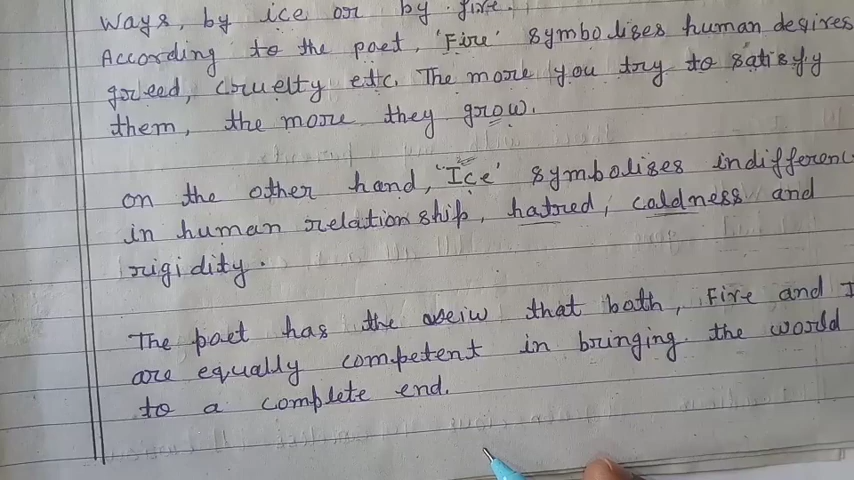 ways, by ice or by fire.
According to the poet, 'Fire' symbolises human desires
greed, cruelty etc. The more you try to satisfy
them, the more they grow.
on the other hand, 'Ice' symbolises indifferenc
in human relationship, hatred, coldness and
rigidity.
The poet has the veiw that both, Fire and I
are equally competent in bringing the world
to a complete end.